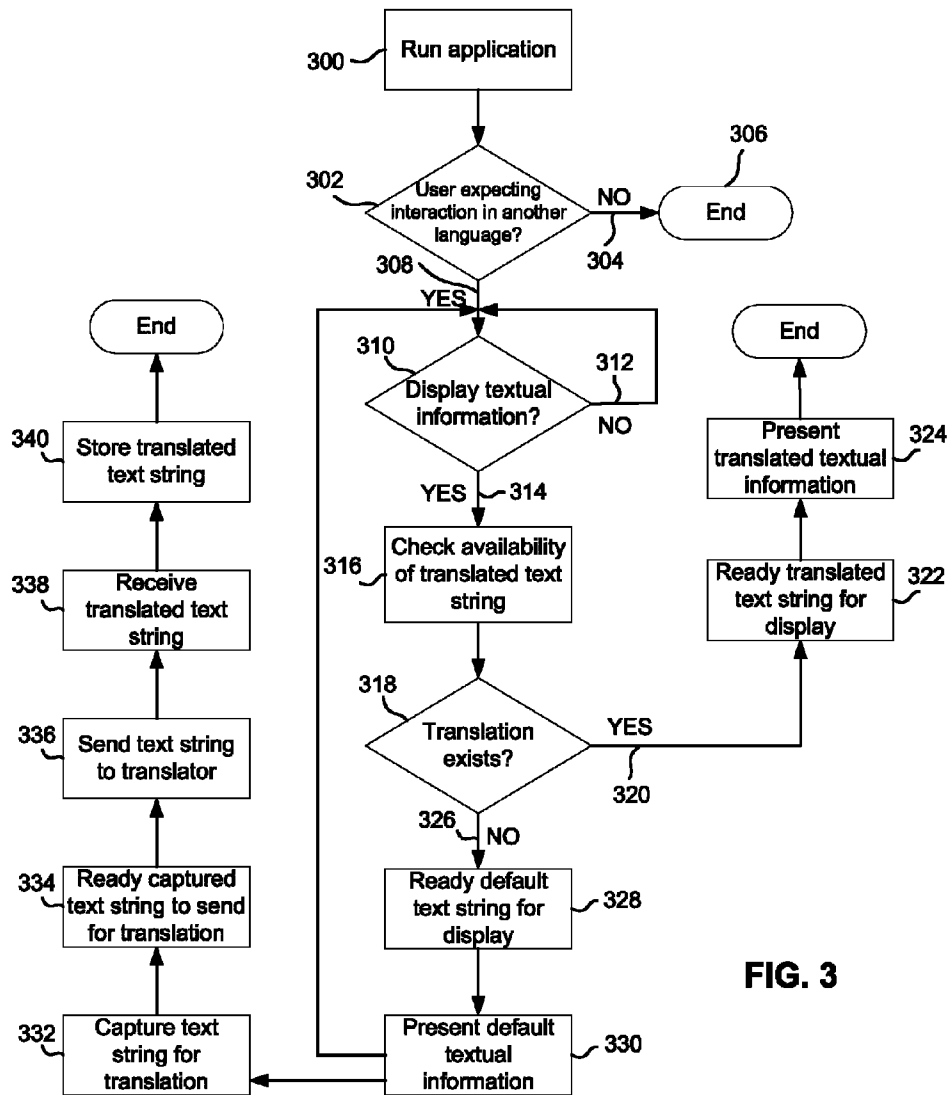 300
Run application
302
User expecting
interaction in another
language?
NO
304
306
End
308
YES
310
Display textual
information?
312
NO
YES
314
316
Check availability
of translated text
string
318
Translation
exists?
YES
320
322
Ready translated
text string for
display
324
Present
translated textual
information
End
326
NO
328
Ready default
text string for
display
330
Present default
textual
information
332
Capture text
string for
translation
334
Ready captured
text string to send
for translation
336
Send text string
to translator
338
Receive
translated text
string
340
Store translated
text string
End
FIG. 3